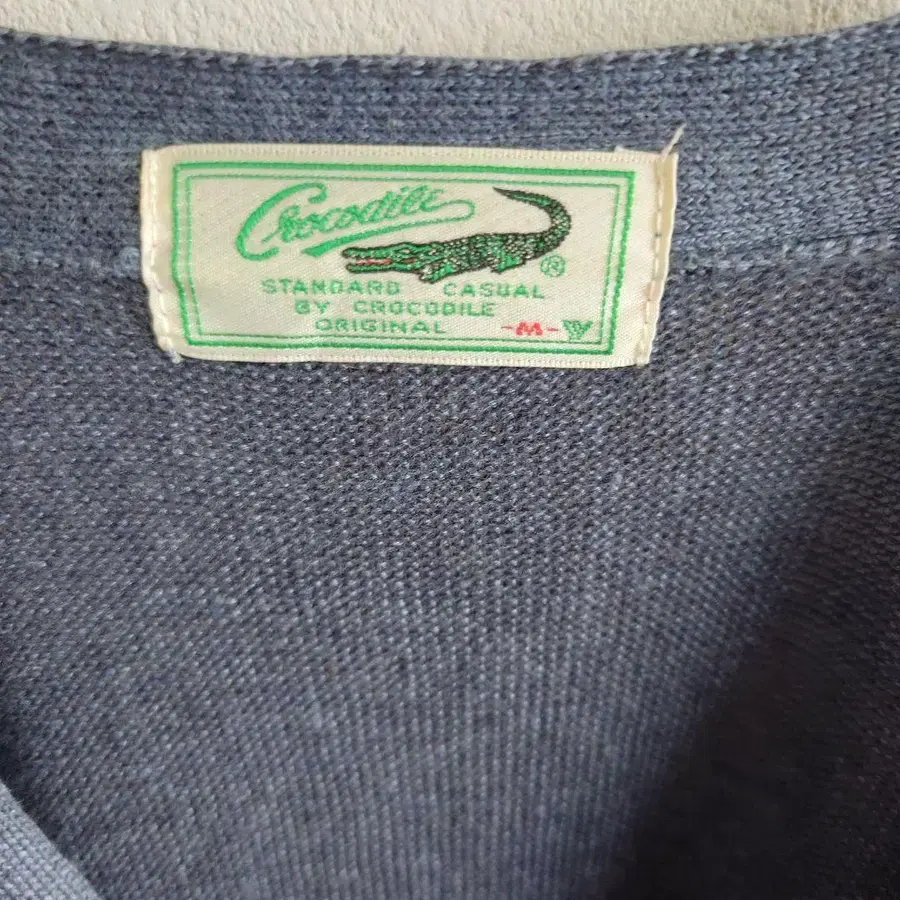 Crocodile
®
STANDARD CASUAL
BY CROCODILE
ORIGINAL -M- W